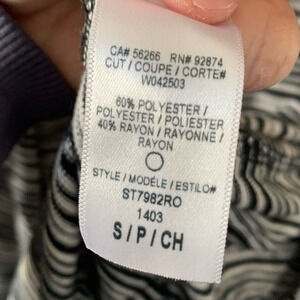 CA# 56266 RN# 92874
CUT / COUPE / CORTE#
W042503
60% POLYESTER /
POLYESTER / POLIESTER
40% RAYON / RAYONNE /
RAYON
STYLE / MODÈLE / ESTILO#
ST7982RO
1403
S / P / CH